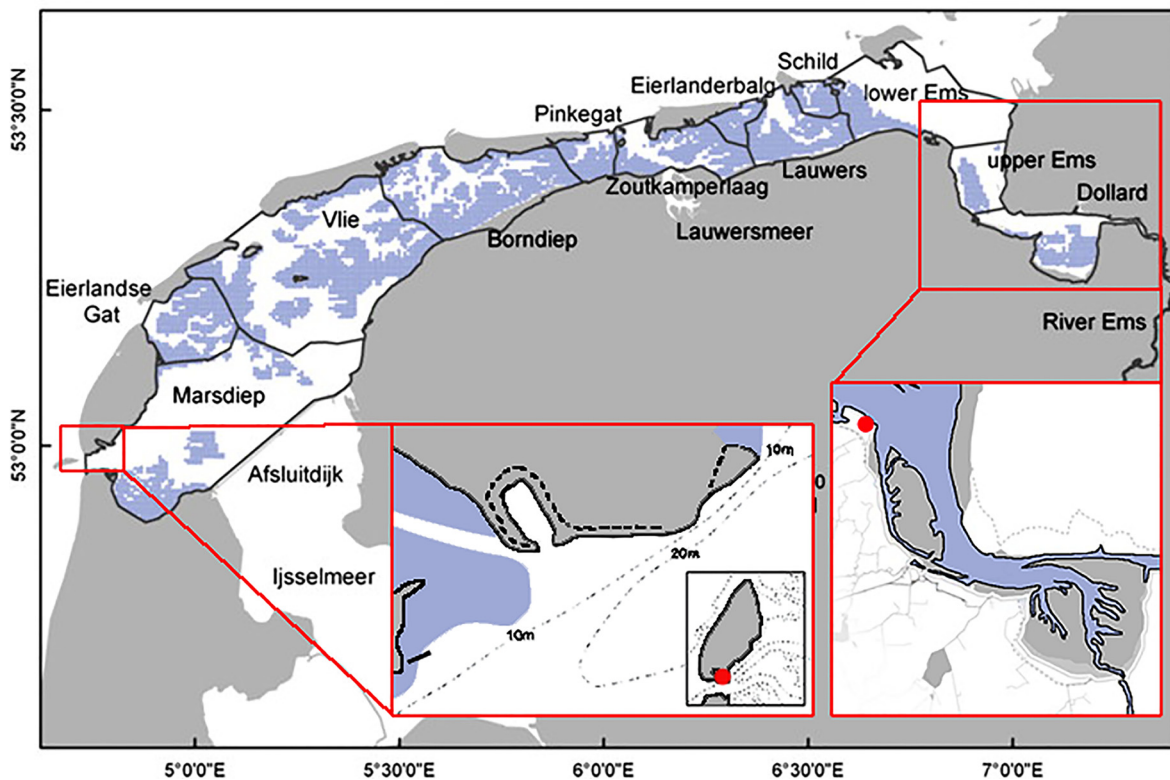 Schild
Eierlanderbalg
lower Ems
Pinkegat
53°30'0"N
upper Ems
Lauwers
Zoutkamperlaag
Dollard
Vlie
Borndiep
Lauwersmeer
Eierlandse
Gat
River Ems
Marsdiep
53°0'0"N
Afsluitdijk
10m
0
20m
Ijsselmeer
10m
5°0'0"E
5°30'0"E
6°0'0"E
6°30'0"E
7°0'0"E